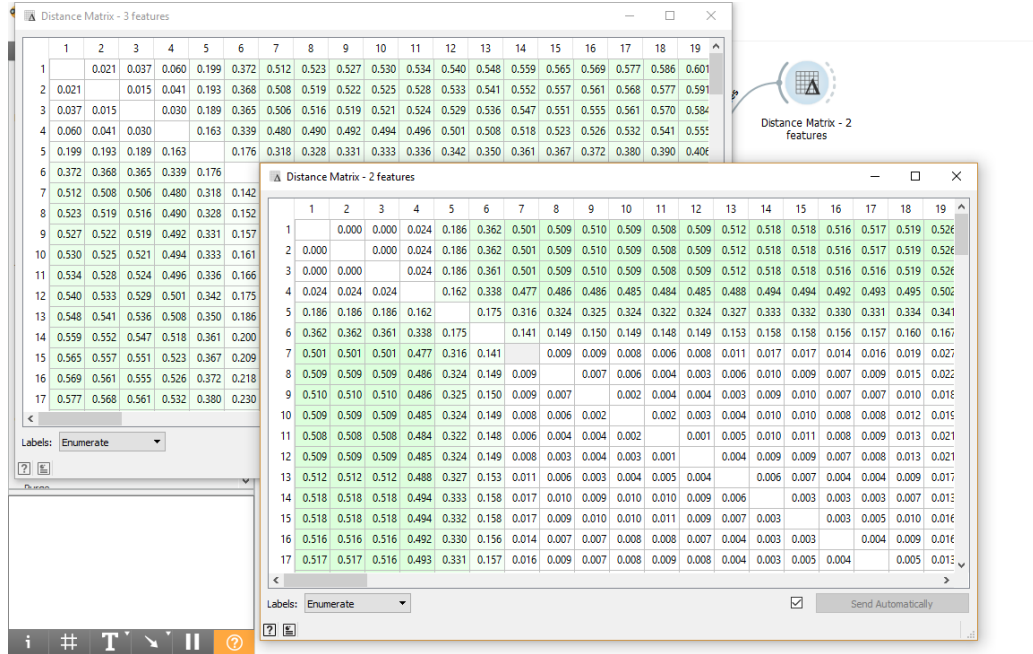 Distance Matrix - 3 features
1 2 3 4 5 6 7 8 9 10 11 12 13 14 15 16 17 18 19
1 0.021 0.037 0.060 0.199 0.372 0.512 0.523 0.527 0.530 0.534 0.540 0.548 0.559 0.565 0.569 0.577 0.586 0.601
2 0.021 0.015 0.041 0.193 0.368 0.508 0.519 0.522 0.525 0.528 0.533 0.541 0.552 0.557 0.561 0.568 0.577 0.591
3 0.037 0.015 0.030 0.189 0.365 0.506 0.516 0.519 0.521 0.524 0.529 0.536 0.547 0.551 0.555 0.561 0.570 0.584
4 0.060 0.041 0.030 0.163 0.339 0.480 0.490 0.492 0.494 0.496 0.501 0.508 0.518 0.523 0.526 0.532 0.541 0.555
5 0.199 0.193 0.189 0.163 0.176 0.318 0.328 0.331 0.333 0.336 0.342 0.350 0.361 0.367 0.372 0.380 0.390 0.406
6 0.372 0.368 0.365 0.339 0.176
7 0.512 0.508 0.506 0.480 0.318 0.142
8 0.523 0.519 0.516 0.490 0.328 0.152
9 0.527 0.522 0.519 0.492 0.331 0.157
10 0.530 0.525 0.521 0.494 0.333 0.161
11 0.534 0.528 0.524 0.496 0.336 0.166
12 0.540 0.533 0.529 0.501 0.342 0.175
13 0.548 0.541 0.536 0.508 0.350 0.186
14 0.559 0.552 0.547 0.518 0.361 0.200
15 0.565 0.557 0.551 0.523 0.367 0.209
16 0.569 0.561 0.555 0.526 0.372 0.218
17 0.577 0.568 0.561 0.532 0.380 0.230
Labels: Enumerate
?
Distance Matrix - 2
features
Distance Matrix - 2 features
1 2 3 4 5 6 7 8 9 10 11 12 13 14 15 16 17 18 19
1 0.000 0.000 0.024 0.186 0.362 0.501 0.509 0.510 0.509 0.508 0.509 0.512 0.518 0.518 0.516 0.517 0.519 0.526
2 0.000 0.000 0.024 0.186 0.362 0.501 0.509 0.510 0.509 0.508 0.509 0.512 0.518 0.518 0.516 0.517 0.519 0.526
3 0.000 0.000 0.024 0.186 0.361 0.501 0.509 0.510 0.509 0.508 0.509 0.512 0.518 0.518 0.516 0.516 0.519 0.526
4 0.024 0.024 0.024 0.162 0.338 0.477 0.486 0.486 0.485 0.484 0.485 0.488 0.494 0.494 0.492 0.493 0.495 0.502
5 0.186 0.186 0.186 0.162 0.175 0.316 0.324 0.325 0.324 0.322 0.324 0.327 0.333 0.332 0.330 0.331 0.334 0.341
6 0.362 0.362 0.361 0.338 0.175 0.141 0.149 0.150 0.149 0.148 0.149 0.153 0.158 0.158 0.156 0.157 0.160 0.167
7 0.501 0.501 0.501 0.477 0.316 0.141 0.009 0.009 0.008 0.006 0.008 0.011 0.017 0.017 0.014 0.016 0.019 0.027
8 0.509 0.509 0.509 0.486 0.324 0.149 0.009 0.007 0.006 0.004 0.003 0.006 0.010 0.009 0.007 0.009 0.015 0.022
9 0.510 0.510 0.510 0.486 0.325 0.150 0.009 0.007 0.002 0.004 0.004 0.003 0.009 0.010 0.007 0.007 0.010 0.018
10 0.509 0.509 0.509 0.485 0.324 0.149 0.008 0.006 0.002 0.002 0.003 0.004 0.010 0.010 0.008 0.008 0.012 0.019
11 0.508 0.508 0.508 0.484 0.322 0.148 0.006 0.004 0.004 0.002 0.001 0.005 0.010 0.011 0.008 0.009 0.013 0.021
12 0.509 0.509 0.509 0.485 0.324 0.149 0.008 0.003 0.004 0.003 0.001 0.004 0.009 0.009 0.007 0.008 0.013 0.021
13 0.512 0.512 0.512 0.488 0.327 0.153 0.011 0.006 0.003 0.004 0.005 0.004 0.006 0.007 0.004 0.004 0.009 0.017
14 0.518 0.518 0.518 0.494 0.333 0.158 0.017 0.010 0.009 0.010 0.010 0.009 0.006 0.003 0.003 0.003 0.007 0.013
15 0.518 0.518 0.518 0.494 0.332 0.158 0.017 0.009 0.010 0.010 0.011 0.009 0.007 0.003 0.003 0.005 0.010 0.016
16 0.516 0.516 0.516 0.492 0.330 0.156 0.014 0.007 0.007 0.008 0.008 0.007 0.004 0.003 0.003 0.004 0.009 0.016
17 0.517 0.517 0.516 0.493 0.331 0.157 0.016 0.009 0.007 0.008 0.009 0.008 0.004 0.003 0.005 0.004 0.005 0.013
Labels: Enumerate
Send Automatically
?
i # T ?